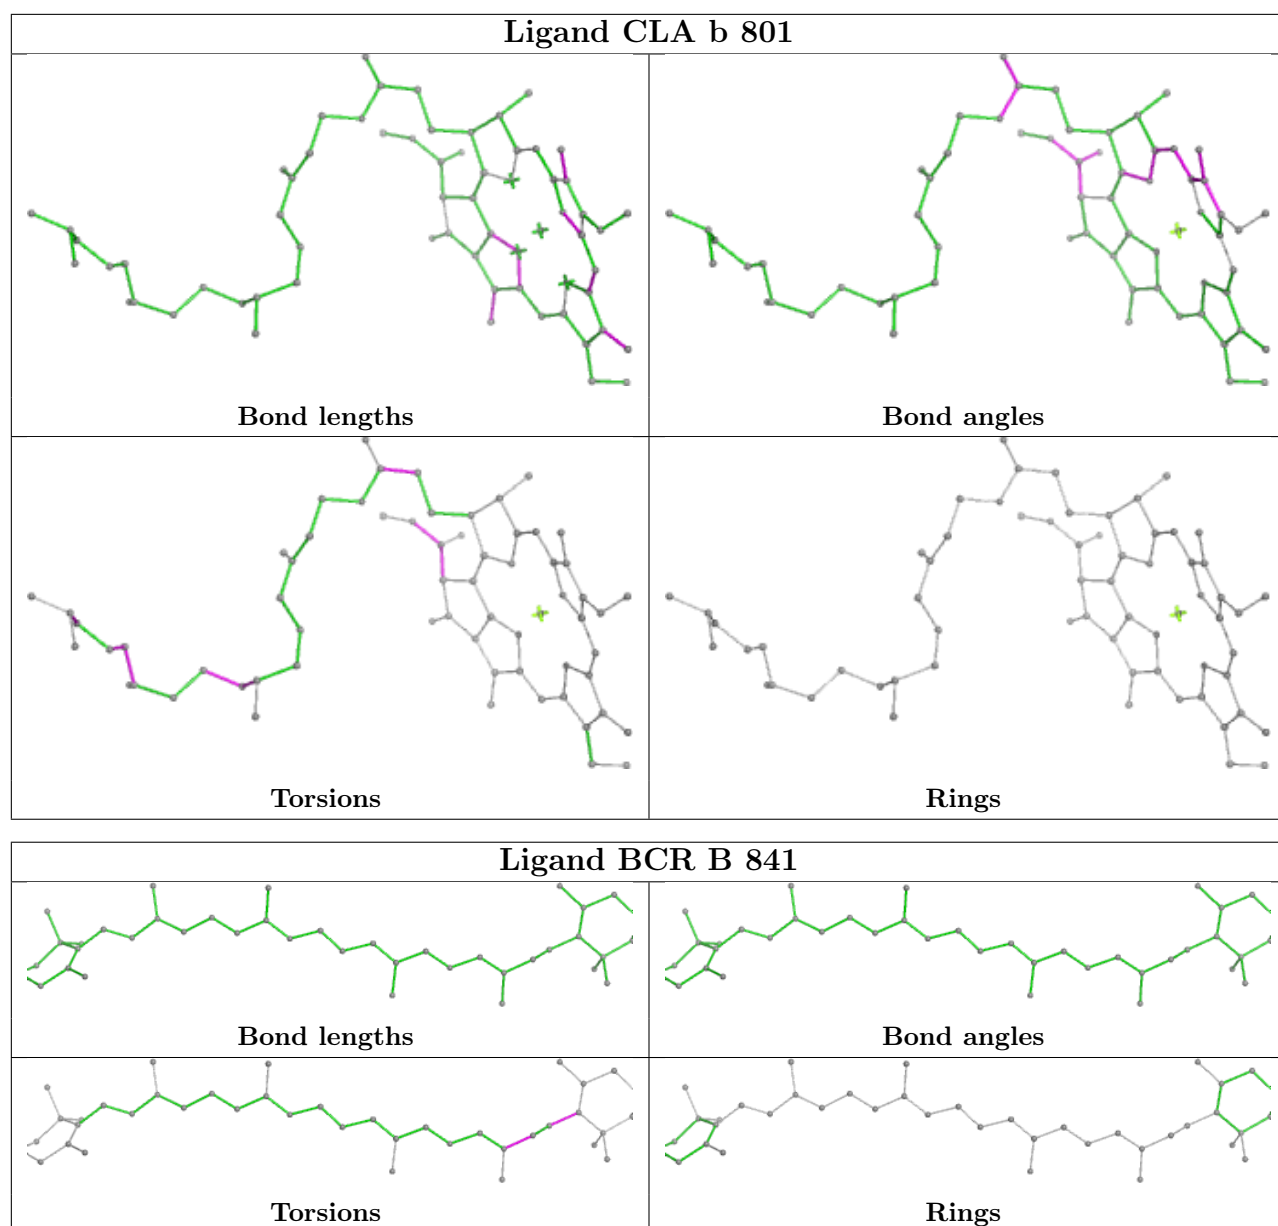 Ligand CLA b 801
Bond lengths
Bond angles
Torsions
Rings
Ligand BCR B 841
Bond lengths
Bond angles
Torsions
Rings